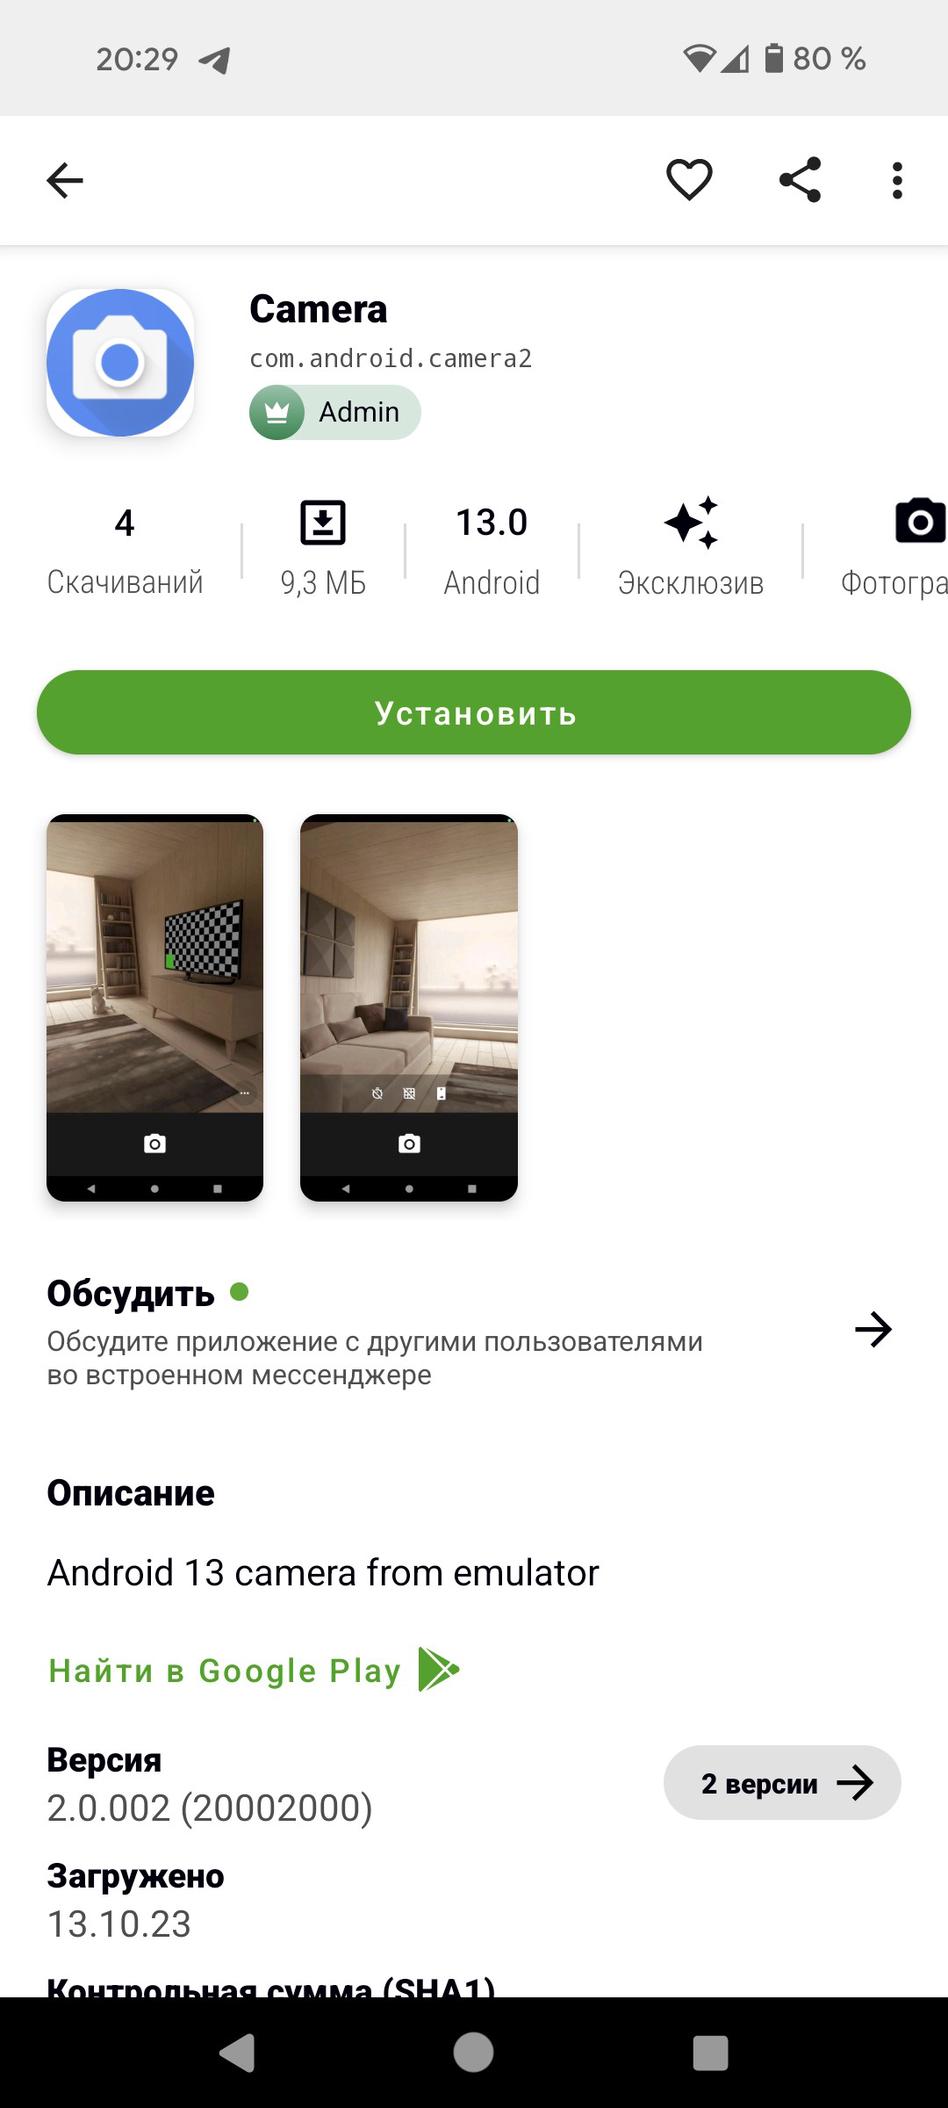 20:29
80 %
Camera
com.android.camera2
Admin
4
Скачиваний
9,3 МБ
13.0
Android
Эксклюзив
Фотогра
Установить
Обсудить
Обсудите приложение с другими пользователями
во встроенном мессенджере
Описание
Android 13 camera from emulator
Найти в Google Play
Версия
2.0.002 (20002000)
2 версии
Загружено
13.10.23
Контрольная сумма (SHA1)